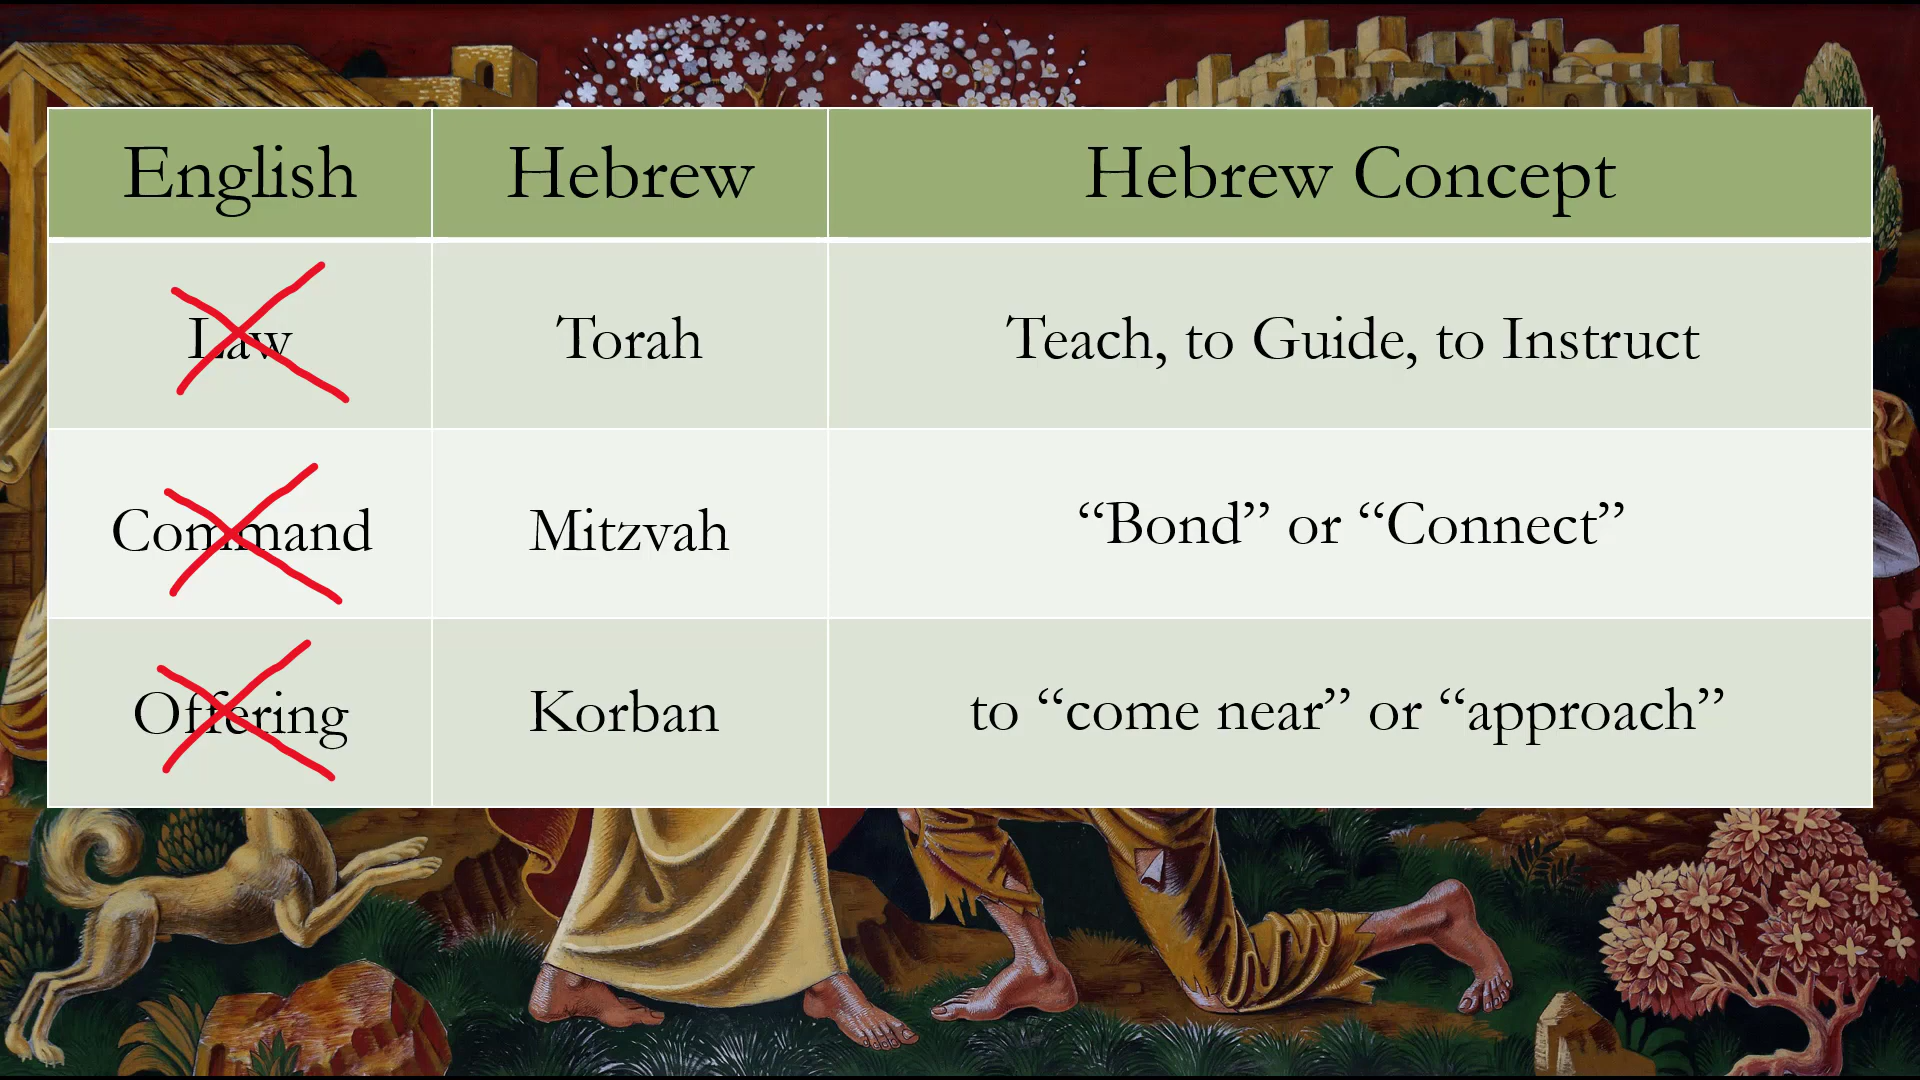 English Hebrew Hebrew Concept
Law Torah Teach, to Guide, to Instruct
Command Mitzvah “Bond” or “Connect”
Offering Korban to “come near” or “approach”